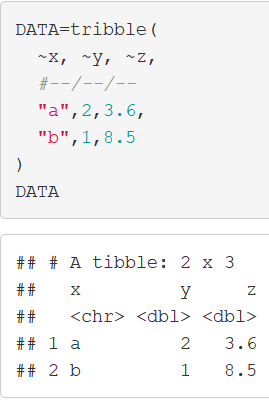 DATA=tribble(
  ~x, ~y, ~z,
  #--/--/--
  "a",2,3.6,
  "b",1,8.5
)
DATA
## # A tibble: 2 x 3
##   x         y     z
##   <chr> <dbl> <dbl>
## 1 a         2   3.6
## 2 b         1   8.5